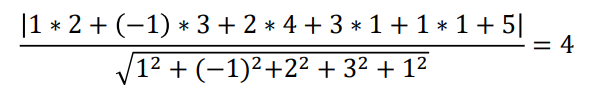 |1 * 2 + (−1) * 3 + 2 * 4 + 3 * 1 + 1 * 1 + 5|
√1² + (−1)²+2² + 3² + 1²
= 4